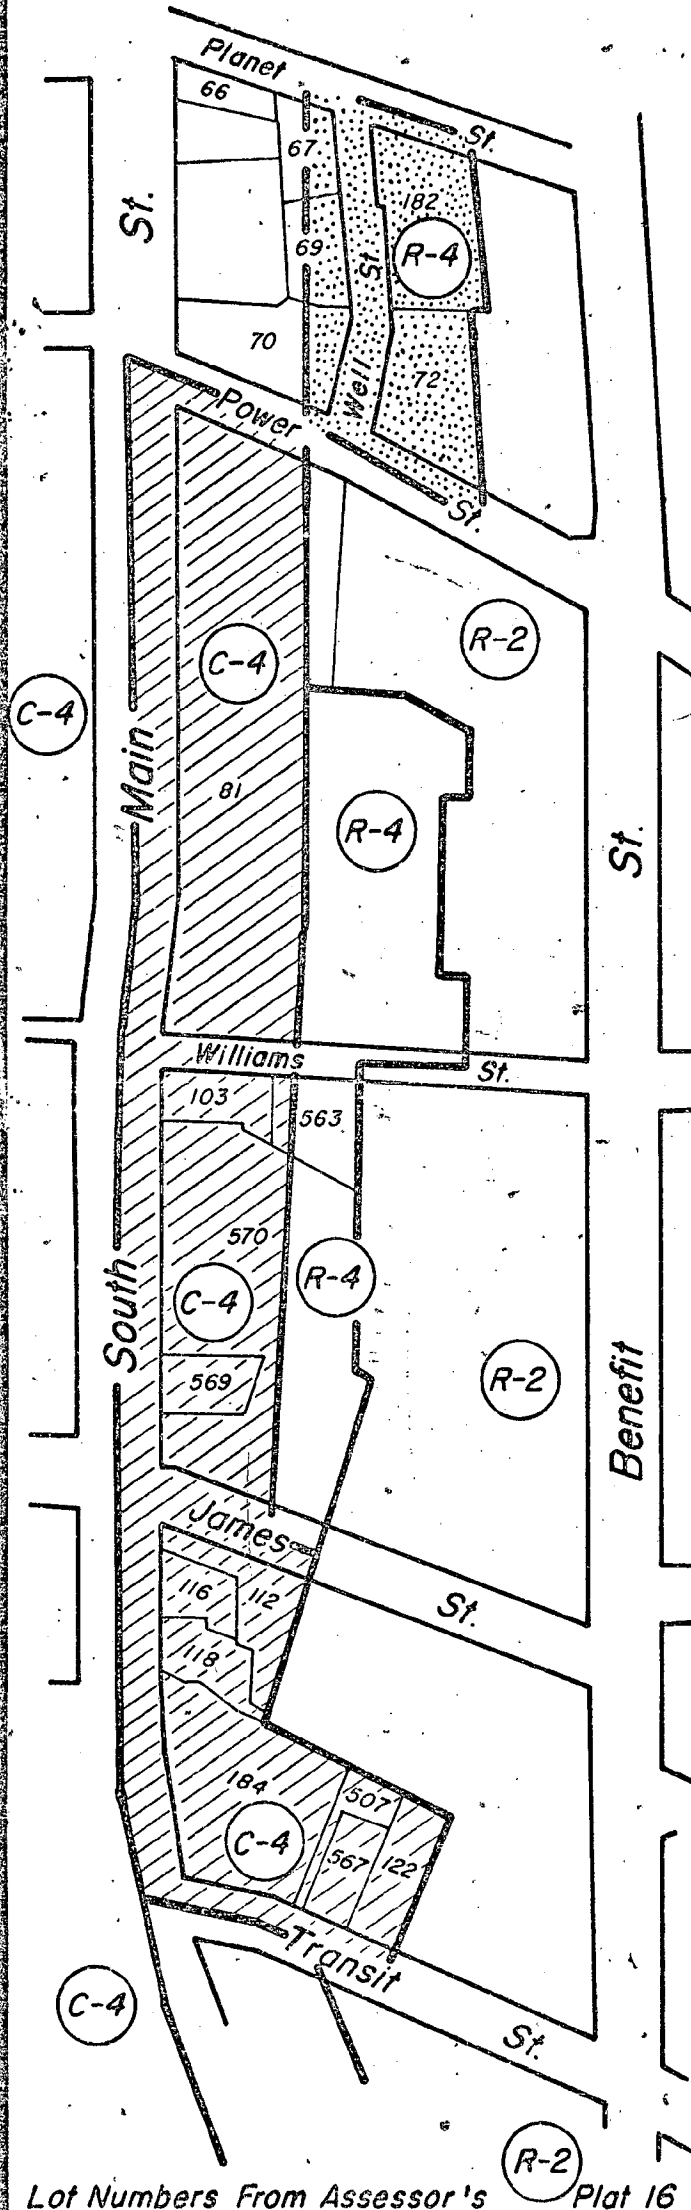 Planet St.
66
67
182
St.
R-4
69
St.
70
72
Well
Power St.
R-2
C-4
C-4
Main
81
R-4
St.
Williams St.
103
563
570
R-4
C-4
South
569
R-2
Benefit
James St.
116
112
118
184
507
C-4
567
122
Transit St.
C-4
R-2
Lot Numbers From Assessor's Plat 16